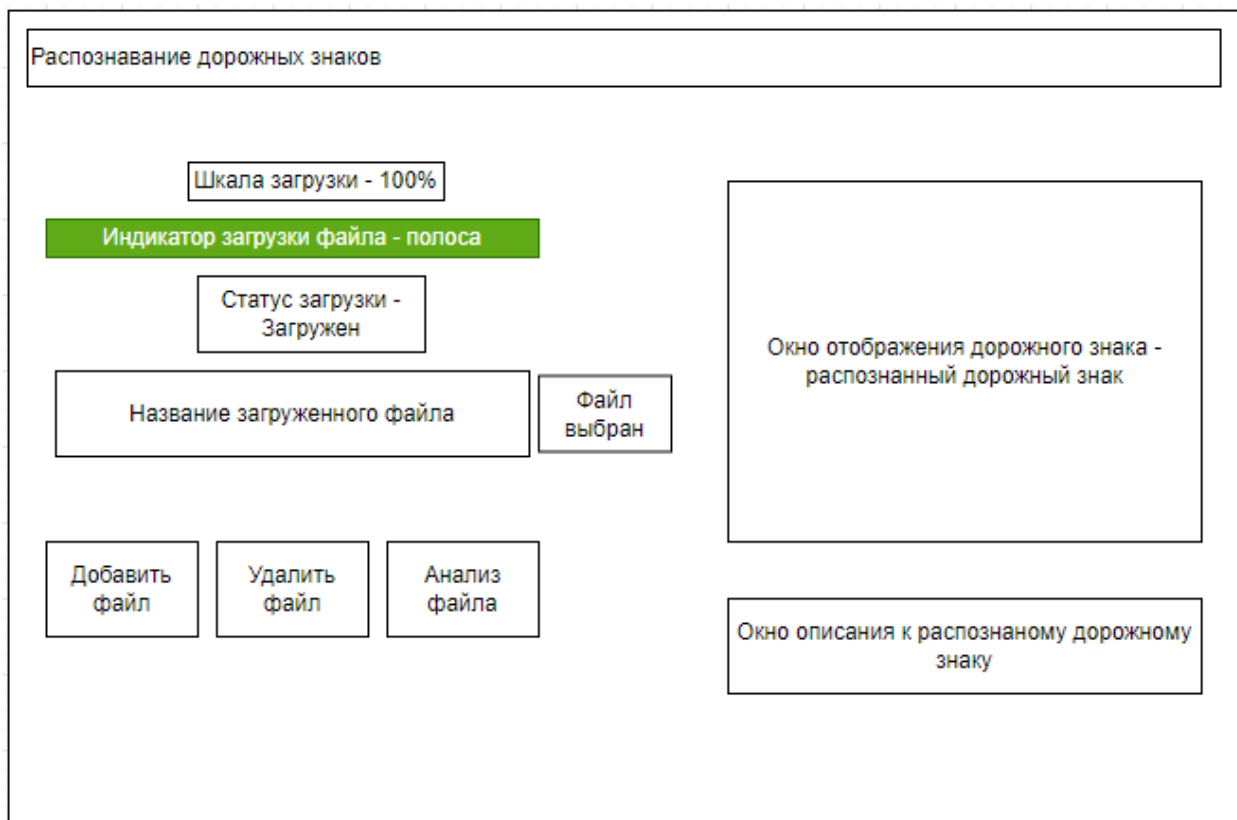 Распознавание дорожных знаков
Шкала загрузки - 100%
Индикатор загрузки файла - полоса
Статус загрузки -
Загружен
Название загруженного файла
Файл
выбран
Добавить
файл
Удалить
файл
Анализ
файла
Окно отображения дорожного знака -
распознанный дорожный знак
Окно описания к распознаному дорожному
знаку